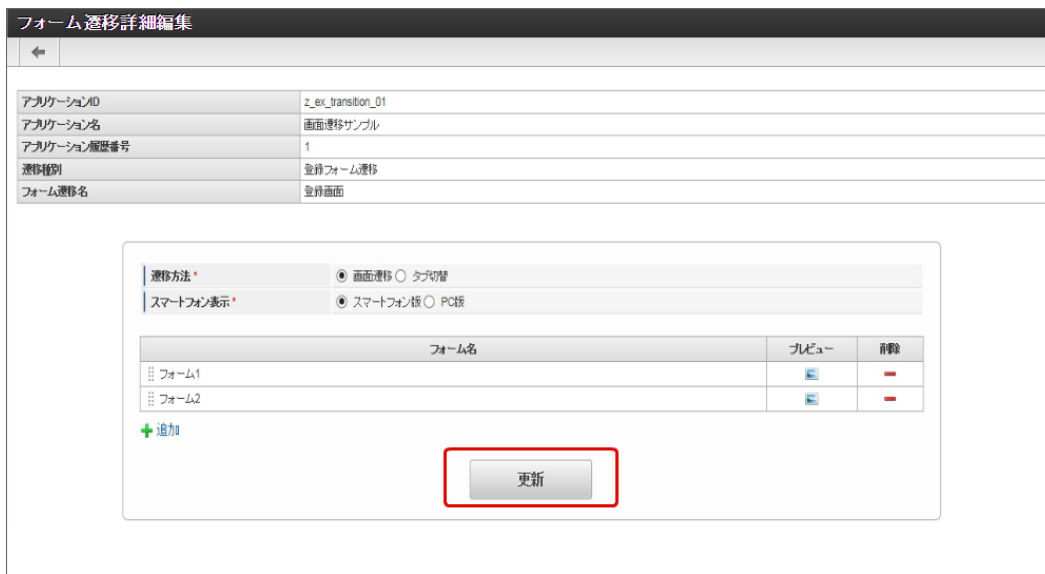 フォーム遷移詳細編集
アプリケーションID z_ex_transition_01
アプリケーション名 画面遷移サンプル
アプリケーション履歴番号 1
遷移種別 登録フォーム遷移
フォーム遷移名 登録画面
遷移方法* 画面遷移 タブ切替
スマートフォン表示* スマートフォン版 PC版
フォーム名 プレビュー 削除
フォーム1
フォーム2
追加
更新